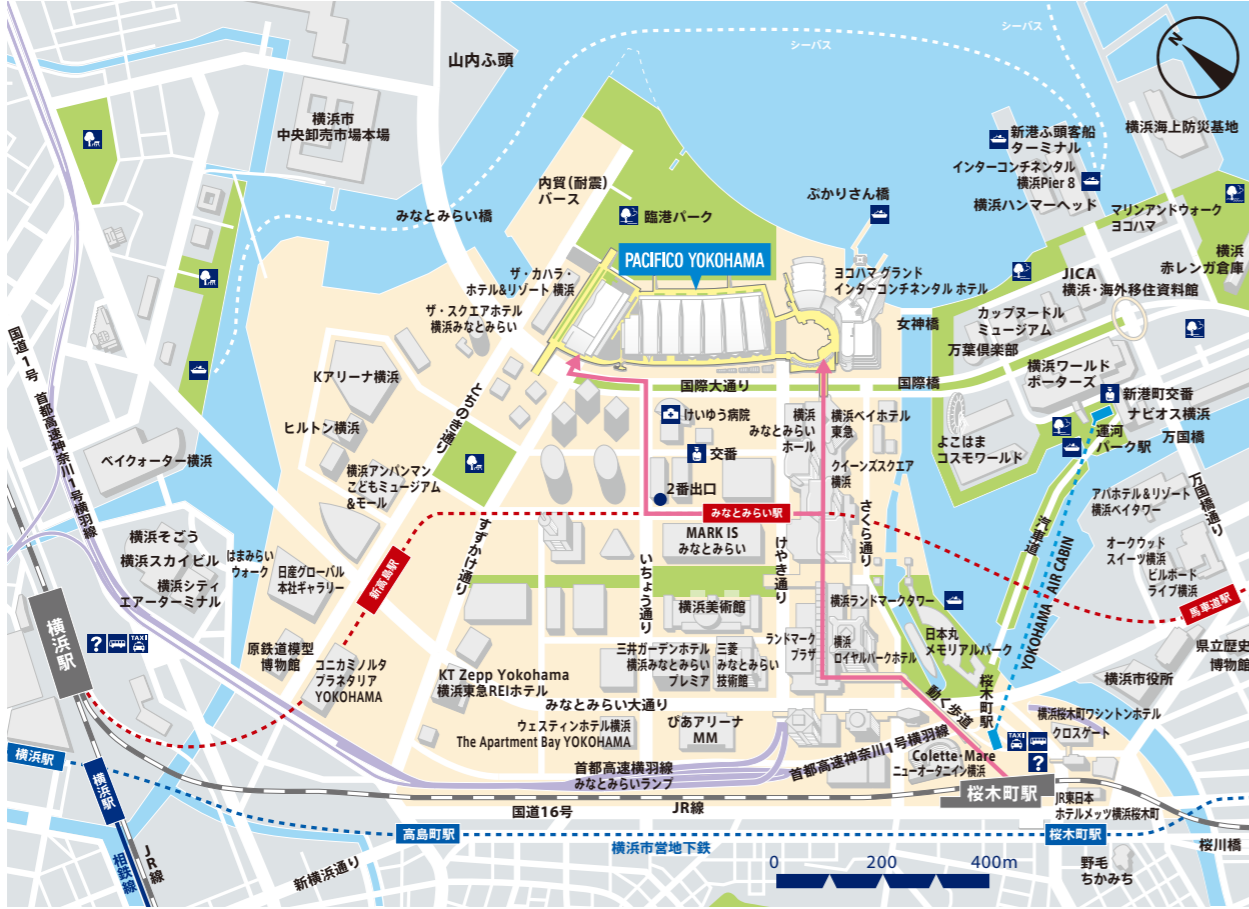 シーバス
シーバス
N
山内ふ頭
横浜市
中央卸売市場本場
新港ふ頭客船
ターミナル
横浜海上防災基地
インターコンチネンタル
横浜Pier 8
内貿(耐震)
バース
みなとみらい橋
臨港パーク
ぷかりさん橋
横浜ハンマーヘッド
マリンアンドウォーク
ヨコハマ
横浜
赤レンガ倉庫
PACIFICO YOKOHAMA
ザ・カハラ・
ホテル&リゾート 横浜
ヨコハマ グランド
インターコンチネンタル ホテル
JICA
横浜・海外移住資料館
ザ・スクエアホテル
横浜みなとみらい
女神橋
カップヌードル
ミュージアム
万葉倶楽部
国道1号
首都高速神奈川1号横羽線
Kアリーナ横浜
とちのき通り
国際大通り
国際橋
横浜ワールド
ポーターズ
新港町交番
ナビオス横浜
ヒルトン横浜
けいゆう病院
横浜
みなとみらい
ホール
横浜ベイホテル
東急
よこはま
コスモワールド
運河
パーク駅
万国橋
ベイクォーター横浜
横浜アンパンマン
こどもミュージアム
&モール
交番
クイーンズスクエア
横浜
2番出口
アパホテル&リゾート
横浜ベイタワー
万国橋通り
みなとみらい駅
横浜そごう
横浜スカイビル
横浜シティ
エアーターミナル
はまみらい
ウォーク
日産グローバル
本社ギャラリー
新高島駅
すずかけ通り
MARK IS
みなとみらい
いちょう通り
けやき通り
さくら通り
汽車道
YOKOHAMA AIR CABIN
オークウッド
スイーツ横浜
ビルボード
ライブ横浜
馬車道駅
横浜駅
?
TAXI
横浜美術館
横浜ランドマークタワー
原鉄道模型
博物館
コニカミノルタ
プラネタリア
YOKOHAMA
KT Zepp Yokohama
横浜東急REIホテル
三井ガーデンホテル
横浜みなとみらい
プレミア
三菱
みなとみらい
技術館
ランドマーク
プラザ
横浜
ロイヤルパークホテル
日本丸
メモリアルパーク
県立歴史
博物館
横浜市役所
みなとみらい大通り
動く歩道
桜木町駅
横浜桜木町ワシントンホテル
ウェスティンホテル横浜
The Apartment Bay YOKOHAMA
ぴあアリーナ
MM
クロスゲート
TAXI
?
首都高速横羽線
みなとみらいランプ
首都高速神奈川1号横羽線
Colette・Mare
ニューオータニイン横浜
桜木町駅
横浜駅
横浜駅
相鉄線
JR線
国道16号
JR線
JR東日本
ホテルメッツ横浜桜木町
高島町駅
横浜市営地下鉄
桜木町駅
桜川橋
新横浜通り
0 200 400m
野毛
ちかみち